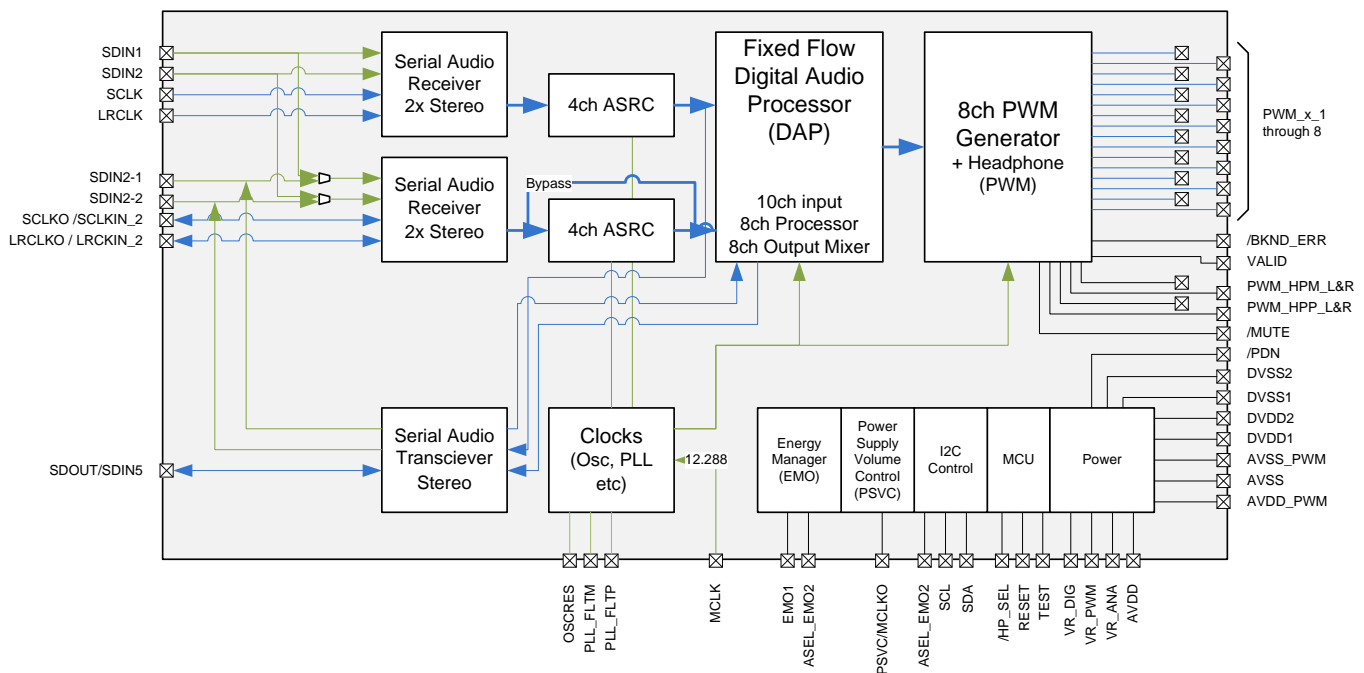 SDIN1
SDIN2
SCLK
LRCLK
SDIN2-1
SDIN2-2
SCLKO /SCLKIN_2
LRCLKO / LRCKIN_2
SDOUT/SDIN5
Serial Audio
Receiver
2x Stereo
4ch ASRC
Serial Audio
Receiver
2x Stereo
Bypass
4ch ASRC
Fixed Flow
Digital Audio
Processor
(DAP)
10ch input
8ch Processor
8ch Output Mixer
8ch PWM
Generator
+ Headphone
(PWM)
PWM_x_1
through 8
/BKND_ERR
VALID
PWM_HPM_L&R
PWM_HPP_L&R
/MUTE
/PDN
DVSS2
DVSS1
DVDD2
DVDD1
AVSS_PWM
AVSS
AVDD_PWM
Serial Audio
Transciever
Stereo
Clocks
(Osc, PLL
etc)
12.288
Energy
Manager
(EMO)
Power
Supply
Volume
Control
(PSVC)
I2C
Control
MCU
Power
OSCRES
PLL_FLTM
PLL_FLTP
MCLK
EMO1
ASEL_EMO2
PSVC/MCLKO
ASEL_EMO2
SCL
SDA
/HP_SEL
RESET
TEST
VR_DIG
VR_PWM
VR_ANA
AVDD